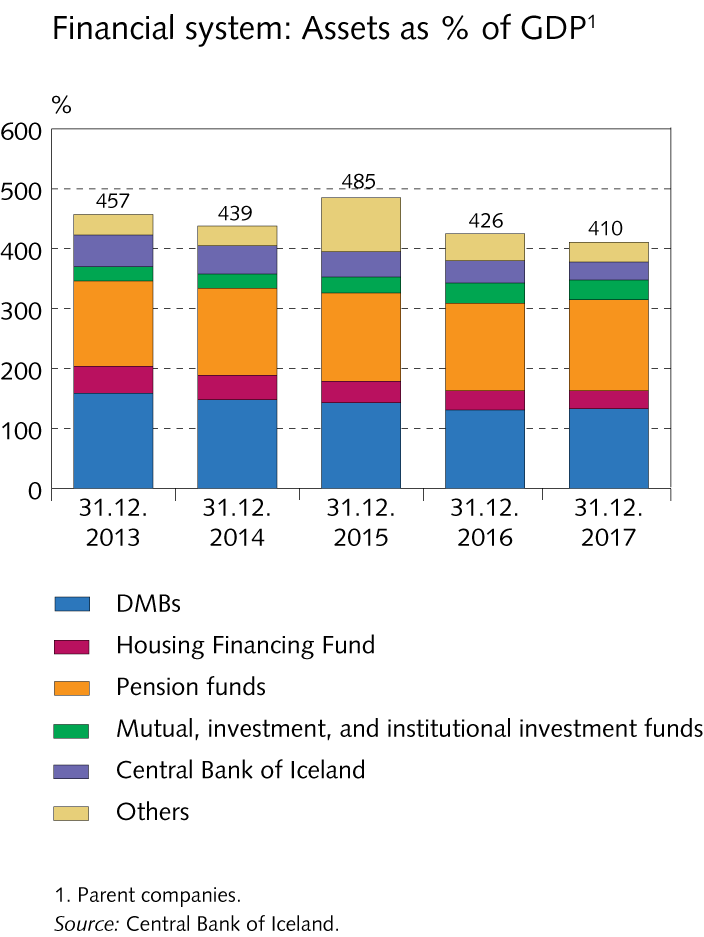 Financial system: Assets as % of GDP¹
%
600
500
400
300
200
100
0
457
439
485
426
410
31.12. 31.12. 31.12. 31.12. 31.12.
2013 2014 2015 2016 2017
DMBs
Housing Financing Fund
Pension funds
Mutual, investment, and institutional investment funds
Central Bank of Iceland
Others
1. Parent companies.
Source: Central Bank of Iceland.